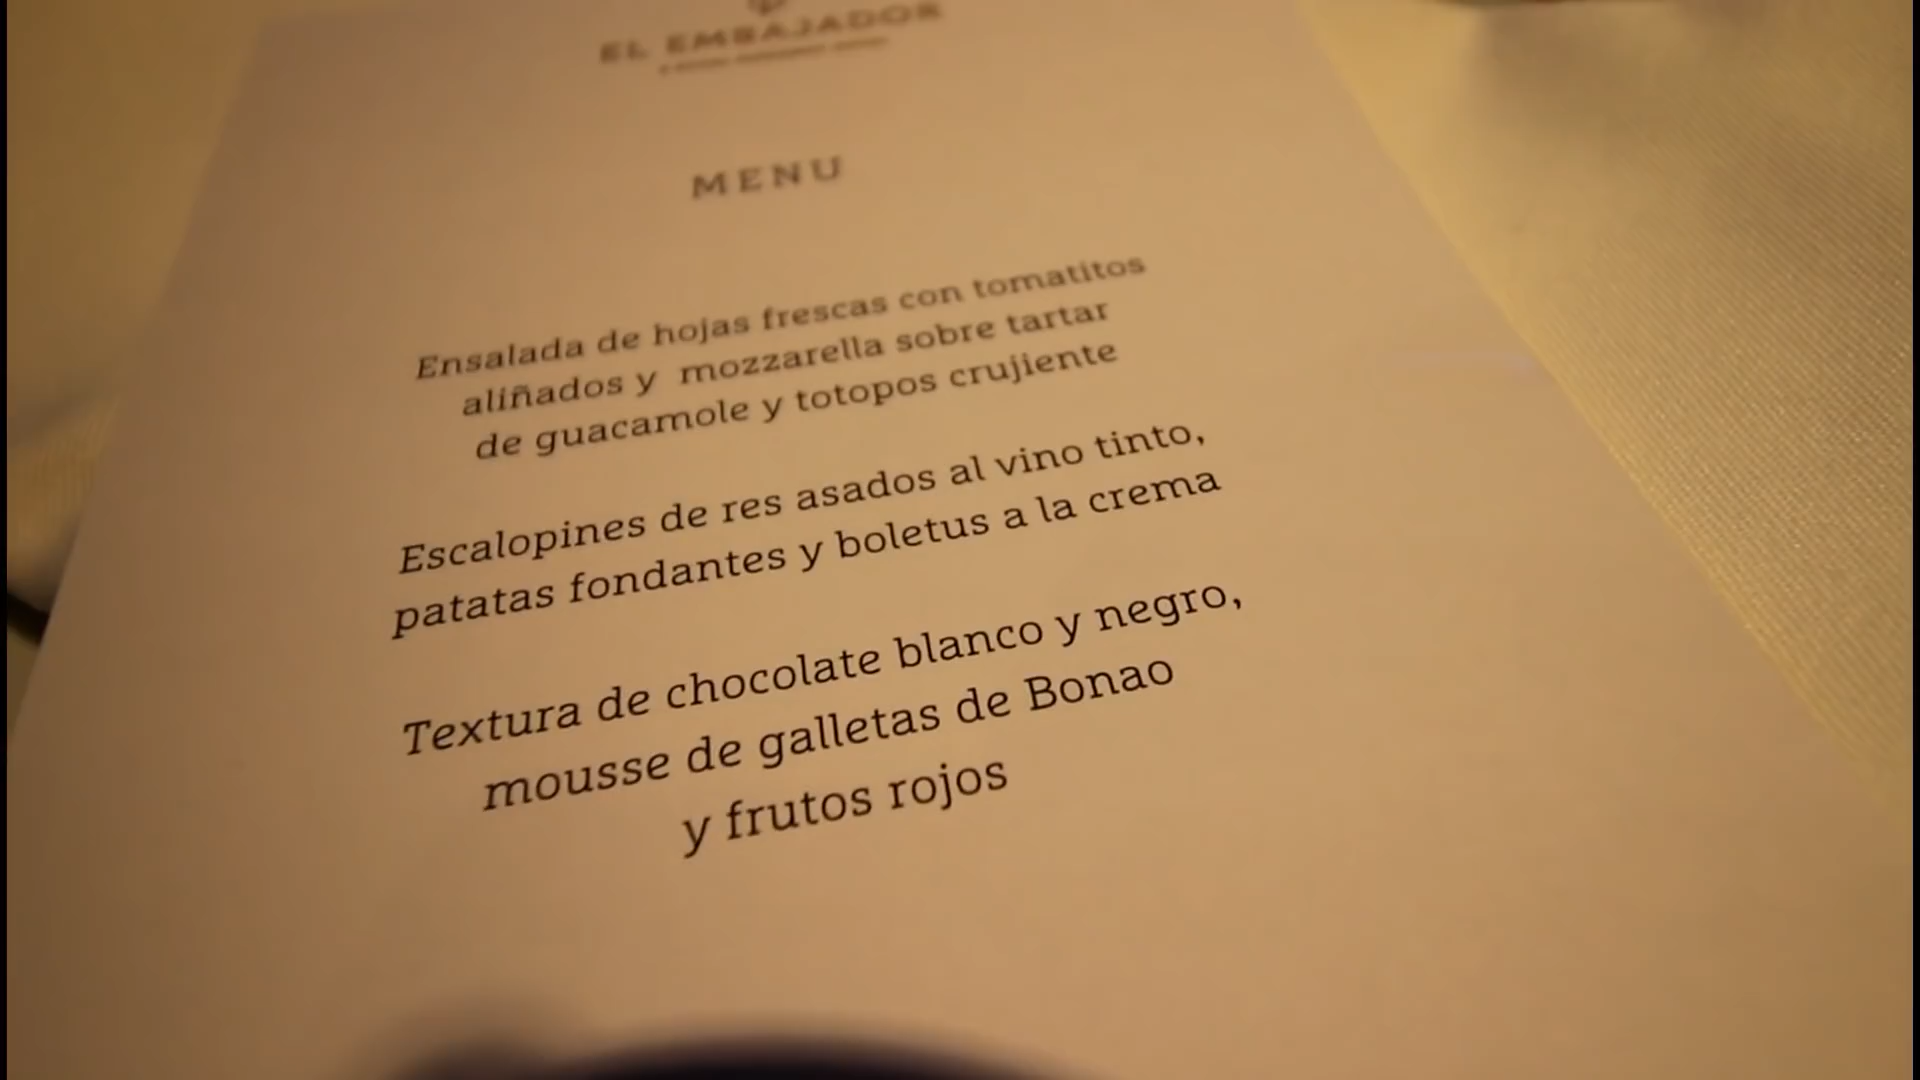 EL EMBAJADOR
MENU
Ensalada de hojas frescas con tomatitos
aliñados y mozzarella sobre tartar
de guacamole y totopos crujiente
Escalopines de res asados al vino tinto,
patatas fondantes y boletus a la crema
Textura de chocolate blanco y negro,
mousse de galletas de Bonao
y frutos rojos